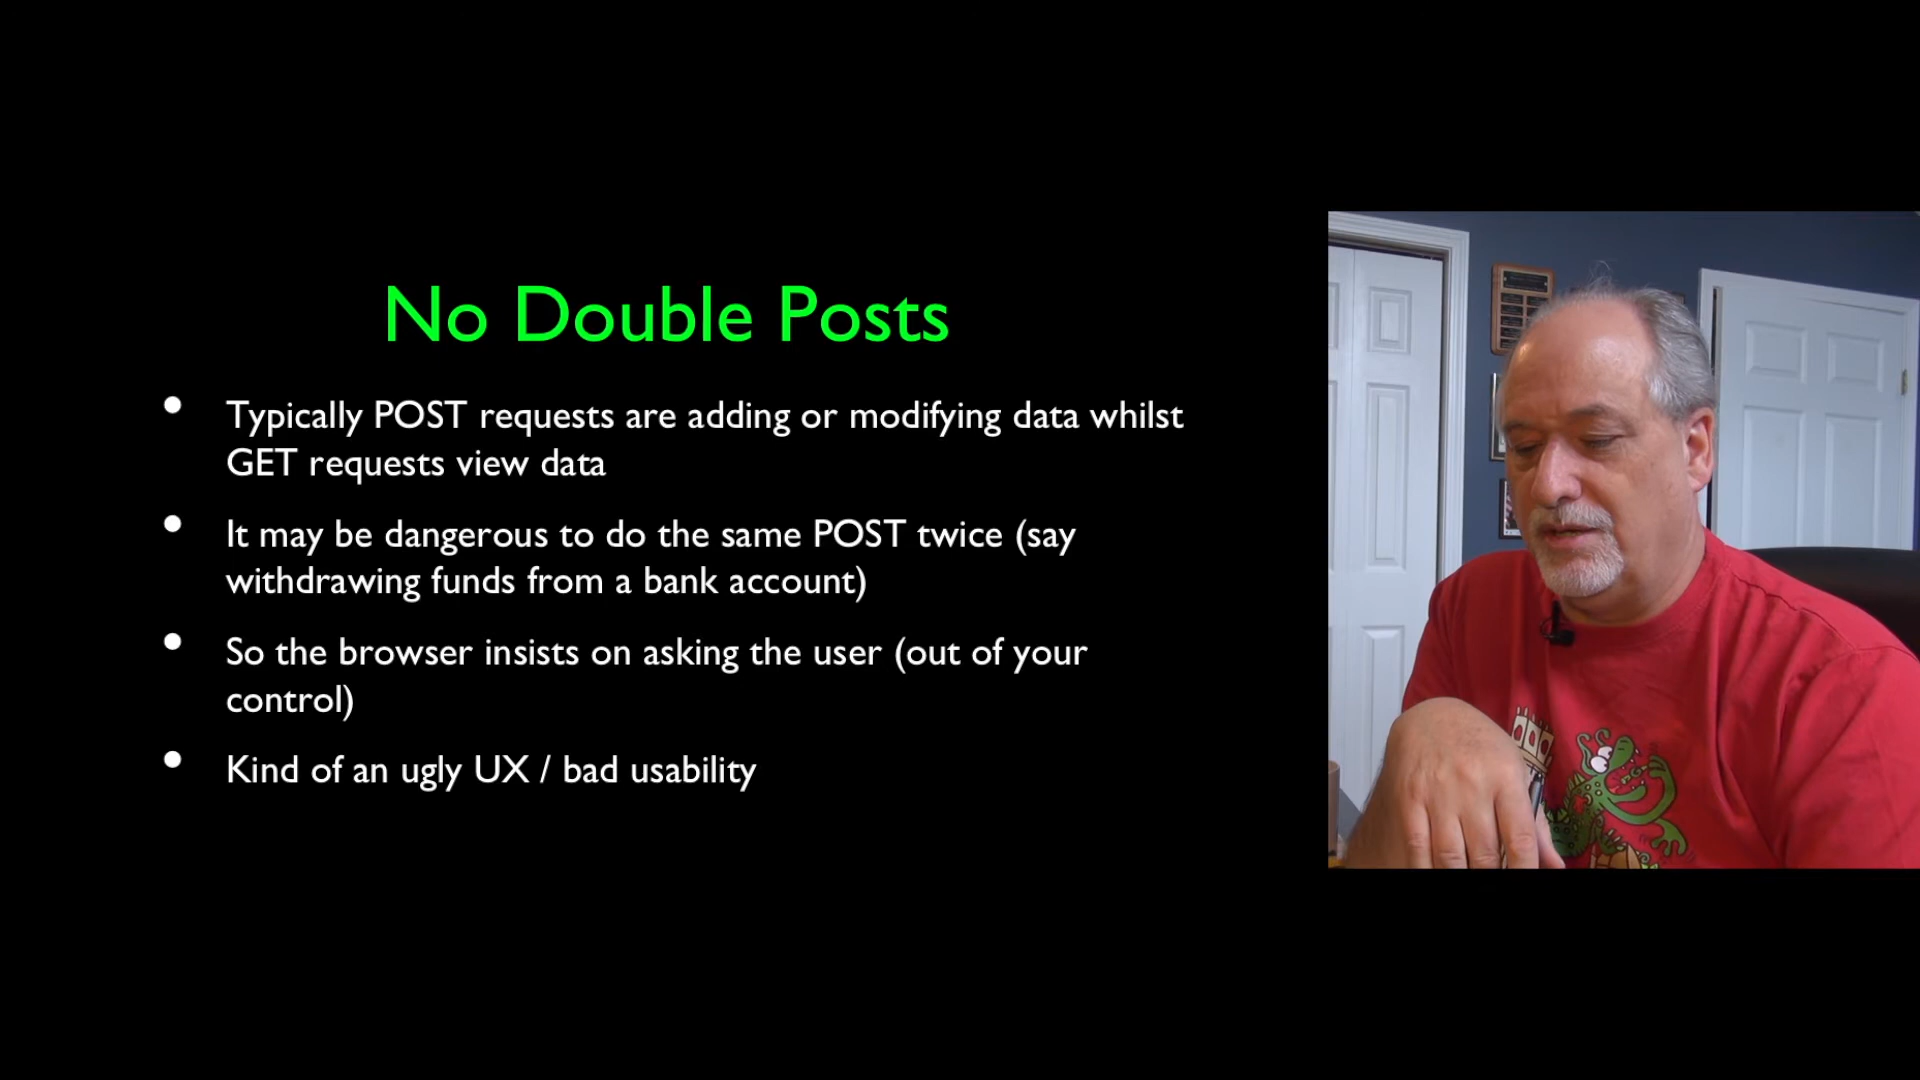 No Double Posts
• Typically POST requests are adding or modifying data whilst
GET requests view data
• It may be dangerous to do the same POST twice (say
withdrawing funds from a bank account)
• So the browser insists on asking the user (out of your
control)
• Kind of an ugly UX / bad usability